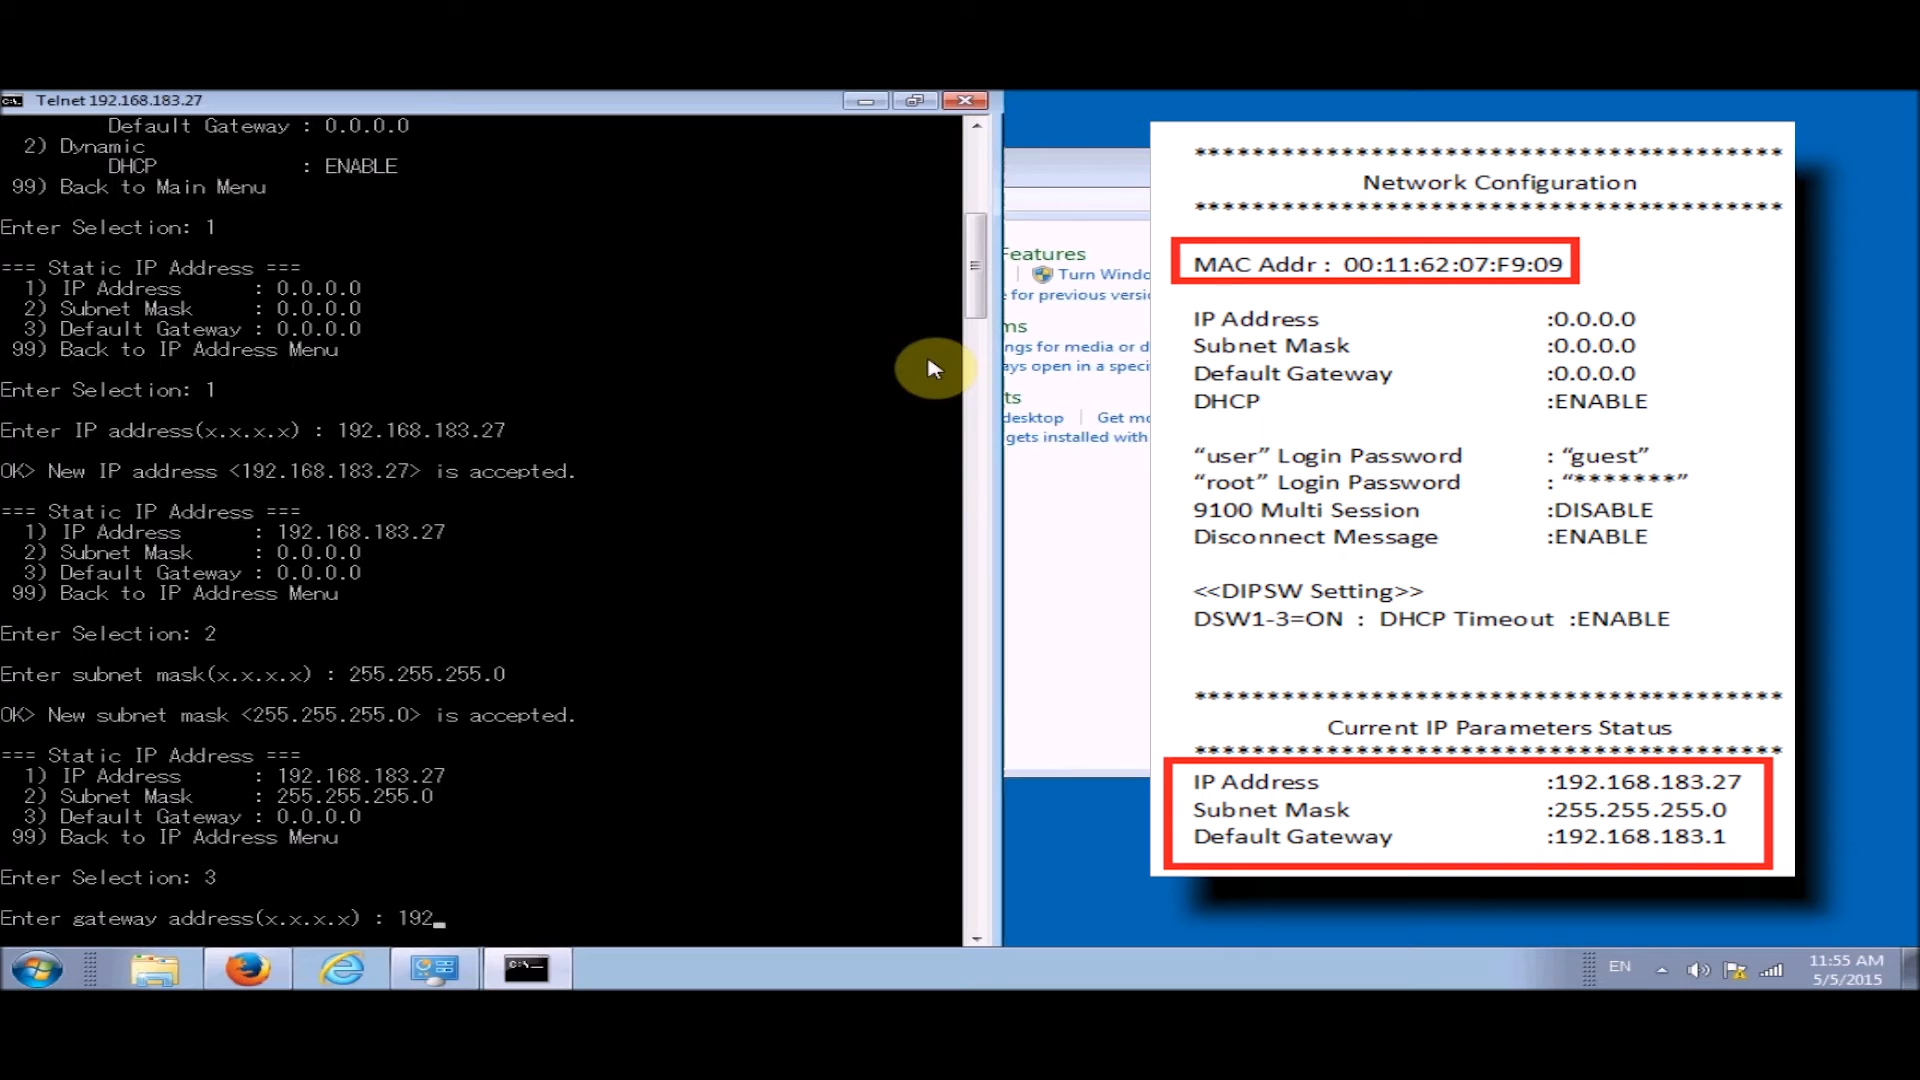 Telnet 192.168.183.27
Default Gateway : 0.0.0.0
2) Dynamic
DHCP : ENABLE
99) Back to Main Menu
Enter Selection: 1
=== Static IP Address ===
1) IP Address : 0.0.0.0
2) Subnet Mask : 0.0.0.0
3) Default Gateway : 0.0.0.0
99) Back to IP Address Menu
Enter Selection: 1
Enter IP address(x.x.x.x) : 192.168.183.27
OK> New IP address <192.168.183.27> is accepted.
=== Static IP Address ===
1) IP Address : 192.168.183.27
2) Subnet Mask : 0.0.0.0
3) Default Gateway : 0.0.0.0
99) Back to IP Address Menu
Enter Selection: 2
Enter subnet mask(x.x.x.x) : 255.255.255.0
OK> New subnet mask <255.255.255.0> is accepted.
=== Static IP Address ===
1) IP Address : 192.168.183.27
2) Subnet Mask : 255.255.255.0
3) Default Gateway : 0.0.0.0
99) Back to IP Address Menu
Enter Selection: 3
Enter gateway address(x.x.x.x) : 192_
Features
Turn Windo
e for previous versi
ms
ngs for media or d
ays open in a speci
ts
desktop | Get mo
gets installed with
*****************************************
Network Configuration
*****************************************
MAC Addr : 00:11:62:07:F9:09
IP Address :0.0.0.0
Subnet Mask :0.0.0.0
Default Gateway :0.0.0.0
DHCP :ENABLE
“user” Login Password : “guest”
“root” Login Password : “*******”
9100 Multi Session :DISABLE
Disconnect Message :ENABLE
<<DIPSW Setting>>
DSW1-3=ON : DHCP Timeout :ENABLE
*****************************************
Current IP Parameters Status
*****************************************
IP Address :192.168.183.27
Subnet Mask :255.255.255.0
Default Gateway :192.168.183.1
C:\_
EN
11:55 AM
5/5/2015